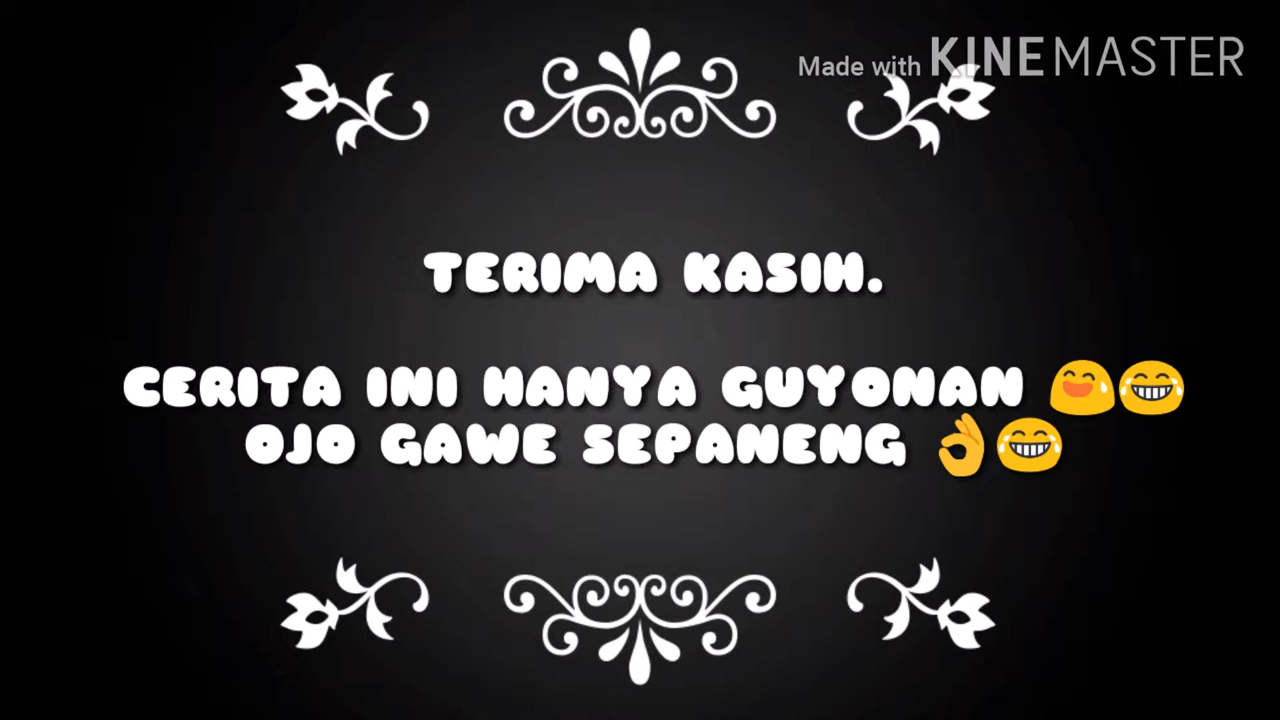 Made with KINEMASTER
TERIMA KASIH.
CERITA INI HANYA GUYONAN 😅😂
OJO GAWE SEPANENG 👌😂